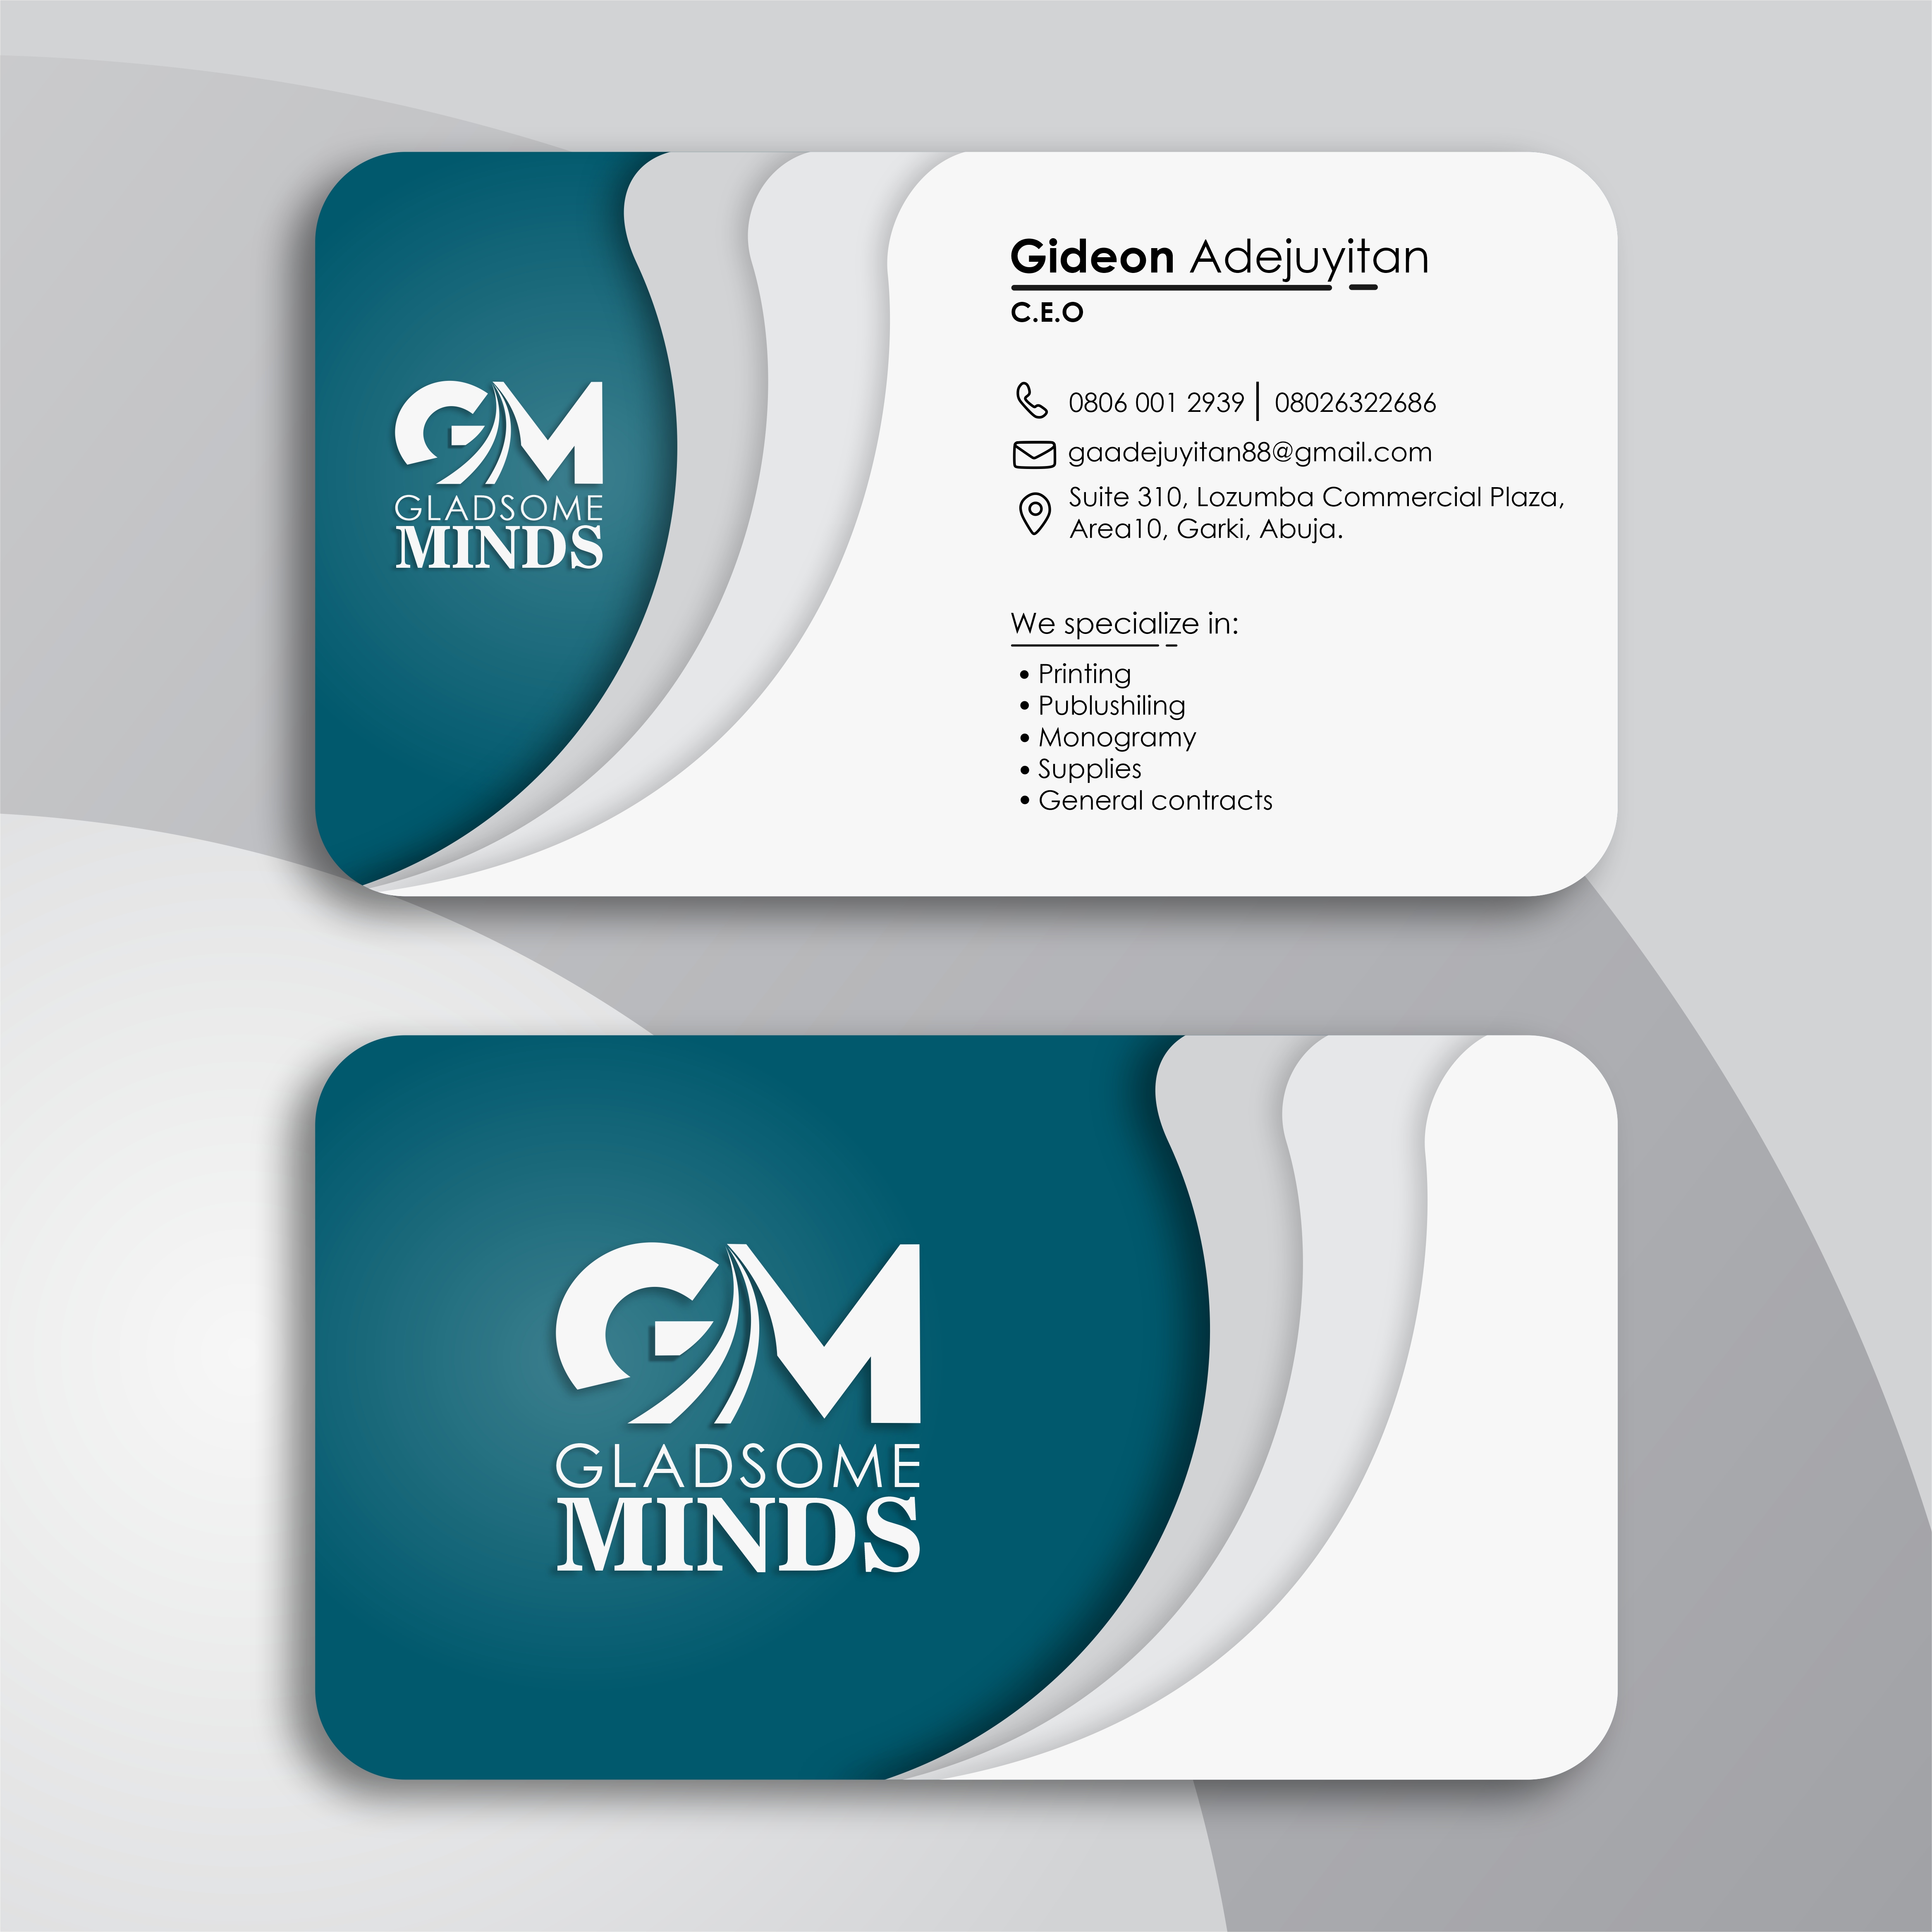 GM
GLADSOME
MINDS
Gideon Adejuyitan
C.E.O
0806 001 2939 | 08026322686
gaadejuyitan88@gmail.com
Suite 310, Lozumba Commercial Plaza,
Area10, Garki, Abuja.
We specialize in:
• Printing
• Publushiling
• Monogramy
• Supplies
• General contracts
GM
GLADSOME
MINDS